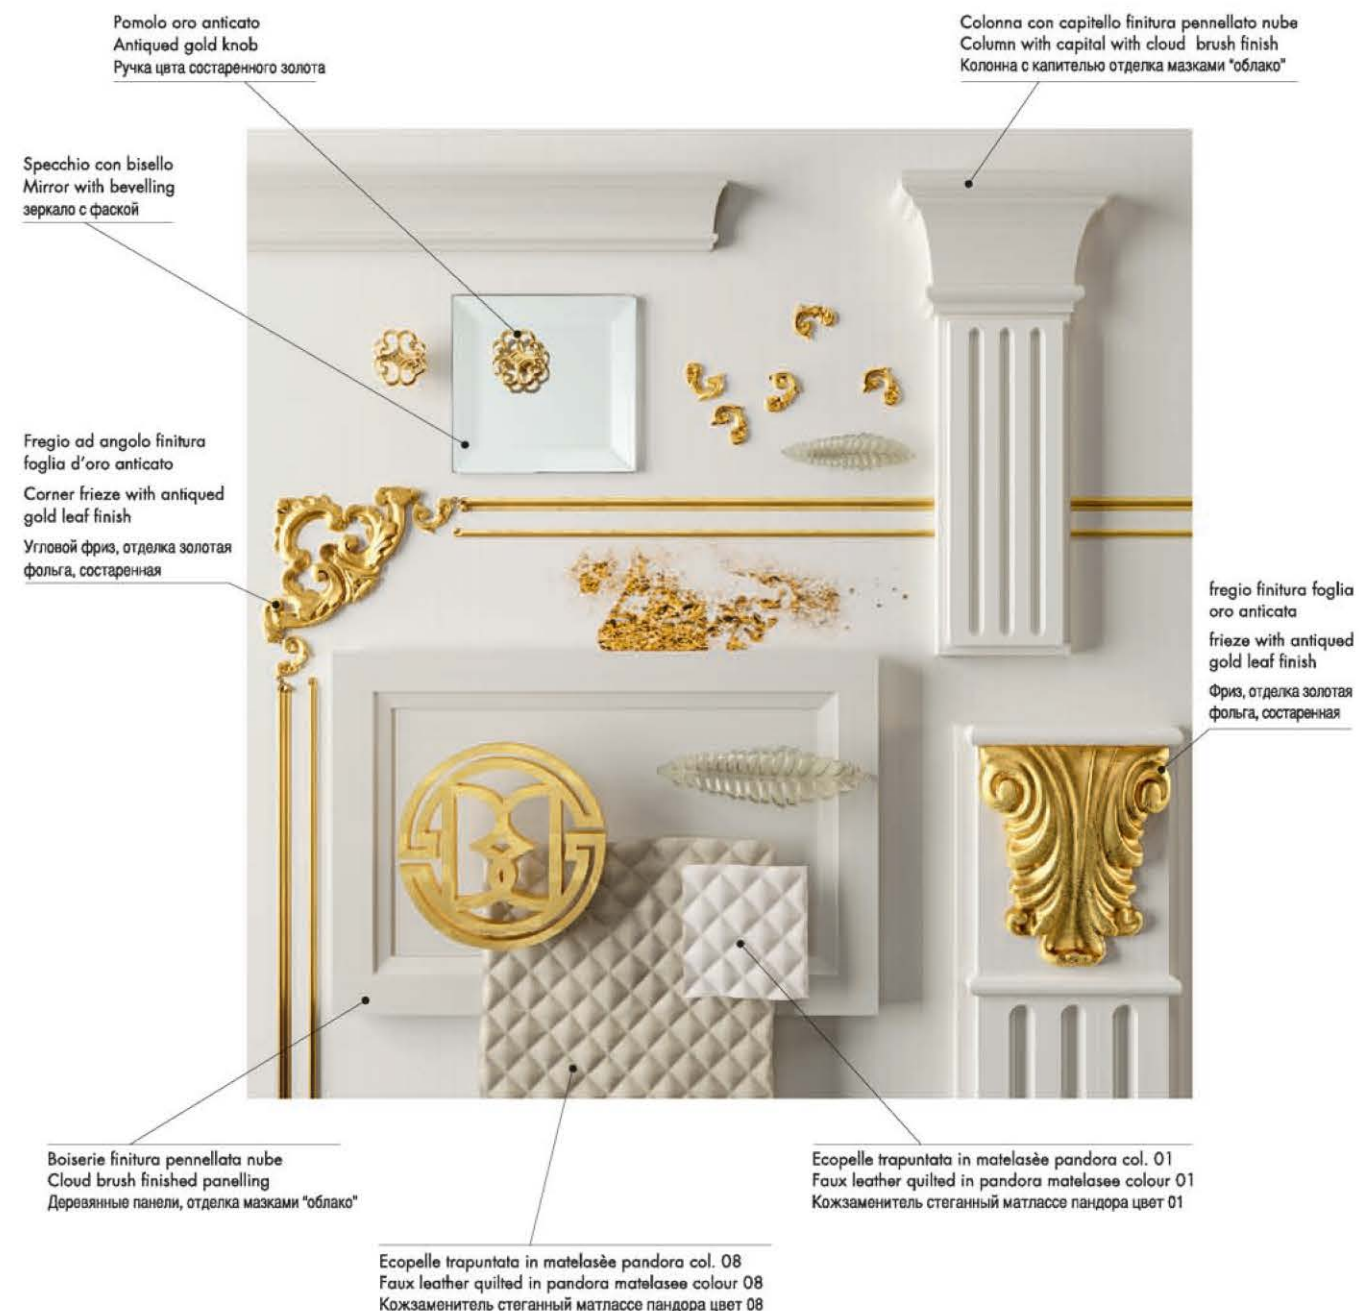 Pomolo oro anticato
Antiqued gold knob
Ручка цвта состаренного золота
Colonna con capitello finitura pennellato nube
Column with capital with cloud brush finish
Колонна с капителью отделка мазками "облако"
Specchio con bisello
Mirror with bevelling
зеркало с фаской
Fregio ad angolo finitura
foglia d'oro anticato
Corner frieze with antiqued
gold leaf finish
Угловой фриз, отделка золотая
фольга, состаренная
fregio finitura foglia
oro anticata
frieze with antiqued
gold leaf finish
Фриз, отделка золотая
фольга, состаренная
Boiserie finitura pennellata nube
Cloud brush finished panelling
Деревянные панели, отделка мазками "облако"
Ecopelle trapuntata in matelasèe pandora col. 01
Faux leather quilted in pandora matelasee colour 01
Кожзаменитель стеганный матлассе пандора цвет 01
Ecopelle trapuntata in matelasèe pandora col. 08
Faux leather quilted in pandora matelasee colour 08
Кожзаменитель стеганный матлассе пандора цвет 08